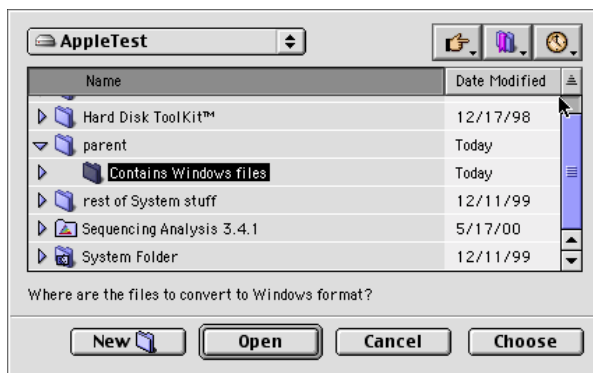 AppleTest
Name Date Modified
Hard Disk ToolKit™ 12/17/98
parent Today
Contains Windows files Today
rest of System stuff 12/11/99
Sequencing Analysis 3.4.1 5/17/00
System Folder 12/11/99
Where are the files to convert to Windows format?
New Open Cancel Choose